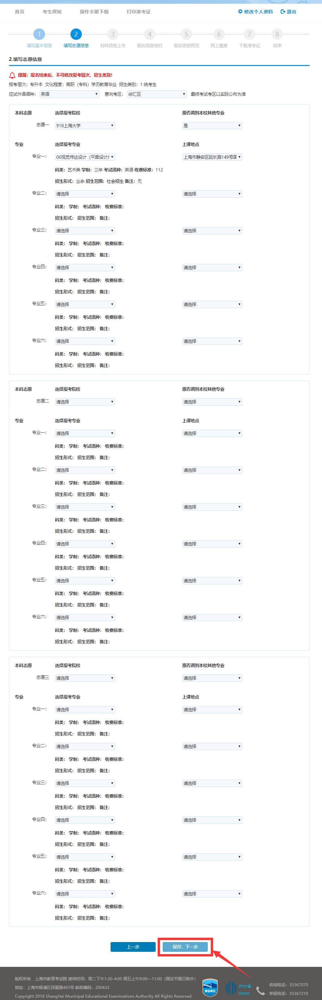 首页 考生须知 操作手册下载 打印准考证 修改个人资料 退出
1 2 3 4 5 6 7 8
填写基本信息 填写志愿信息 材料信息上传 报名信息核对 报名信息预览 网上缴费 下载准考证 结束
2.填写志愿信息
提醒：报名结束后，不可修改报考层次、招生类别！
报考层次：专升本 文化程度：高职（专科）学历教育毕业 招生类别：1 统考生
应试外语语种： 英语 意向考区： 徐汇区 最终考试考区以实际公布为准
本科志愿 选择报考院校 愿否调剂本校其他专业
志愿一 918上海大学 是
专业 选择报考专业 上课地点
专业一： 06视觉传达设计（平面设计 上海市静安区延长路149号
科类：艺术类 学制：三年 考试语种：英语 收费标准：112
招生形式：业余 招生范围：社会招生 备注：无
专业二： 请选择 请选择
科类： 学制： 考试语种： 收费标准：
招生形式： 招生范围： 备注：
专业三： 请选择 请选择
科类： 学制： 考试语种： 收费标准：
招生形式： 招生范围： 备注：
专业四： 请选择 请选择
科类： 学制： 考试语种： 收费标准：
招生形式： 招生范围： 备注：
专业五： 请选择 请选择
科类： 学制： 考试语种： 收费标准：
招生形式： 招生范围： 备注：
专业六： 请选择 请选择
科类： 学制： 考试语种： 收费标准：
招生形式： 招生范围： 备注：
本科志愿 选择报考院校 愿否调剂本校其他专业
志愿二 请选择 请选择
专业 选择报考专业 上课地点
专业一： 请选择 请选择
科类： 学制： 考试语种： 收费标准：
招生形式： 招生范围： 备注：
专业二： 请选择 请选择
科类： 学制： 考试语种： 收费标准：
招生形式： 招生范围： 备注：
专业三： 请选择 请选择
科类： 学制： 考试语种： 收费标准：
招生形式： 招生范围： 备注：
专业四： 请选择 请选择
科类： 学制： 考试语种： 收费标准：
招生形式： 招生范围： 备注：
专业五： 请选择 请选择
科类： 学制： 考试语种： 收费标准：
招生形式： 招生范围： 备注：
专业六： 请选择 请选择
科类： 学制： 考试语种： 收费标准：
招生形式： 招生范围： 备注：
本科志愿 选择报考院校 愿否调剂本校其他专业
志愿三 请选择 请选择
专业 选择报考专业 上课地点
专业一： 请选择 请选择
科类： 学制： 考试语种： 收费标准：
招生形式： 招生范围： 备注：
专业二： 请选择 请选择
科类： 学制： 考试语种： 收费标准：
招生形式： 招生范围： 备注：
专业三： 请选择 请选择
科类： 学制： 考试语种： 收费标准：
招生形式： 招生范围： 备注：
专业四： 请选择 请选择
科类： 学制： 考试语种： 收费标准：
招生形式： 招生范围： 备注：
专业五： 请选择 请选择
科类： 学制： 考试语种： 收费标准：
招生形式： 招生范围： 备注：
专业六： 请选择 请选择
科类： 学制： 考试语种： 收费标准：
招生形式： 招生范围： 备注：
上一步 保存，下一步
版权所有 上海市教育考试院 接待时间：周二下午1:30-4:00 周五上午9:00—11:00（国定节假日除外）
地址：上海市杨浦区民星路465号 邮政编码：200433
Copyright 2016 ShangHai Municipal Educational Examinations Authority All Rights Reserved.
事业单位
沪ICP备
020545
咨询电话：35367070
举报电话：35367210